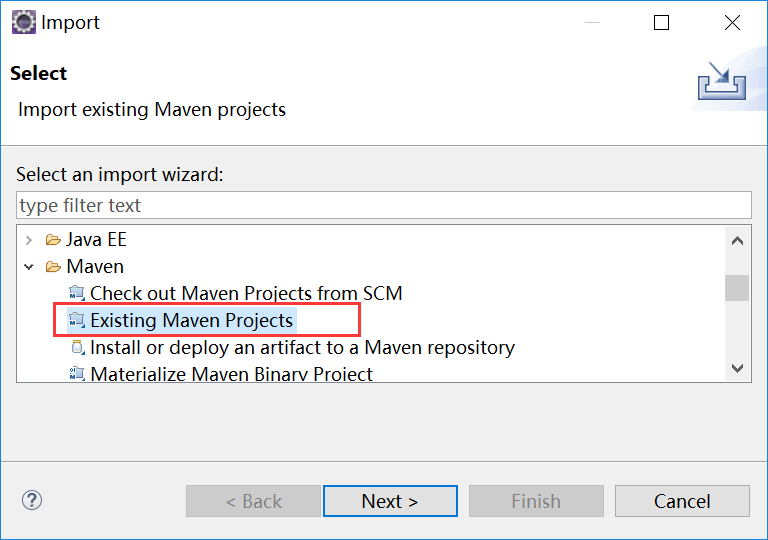 Import
Select
Import existing Maven projects
Select an import wizard:
type filter text
Java EE
Maven
Check out Maven Projects from SCM
Existing Maven Projects
Install or deploy an artifact to a Maven repository
Materialize Maven Binary Project
? < Back Next > Finish Cancel